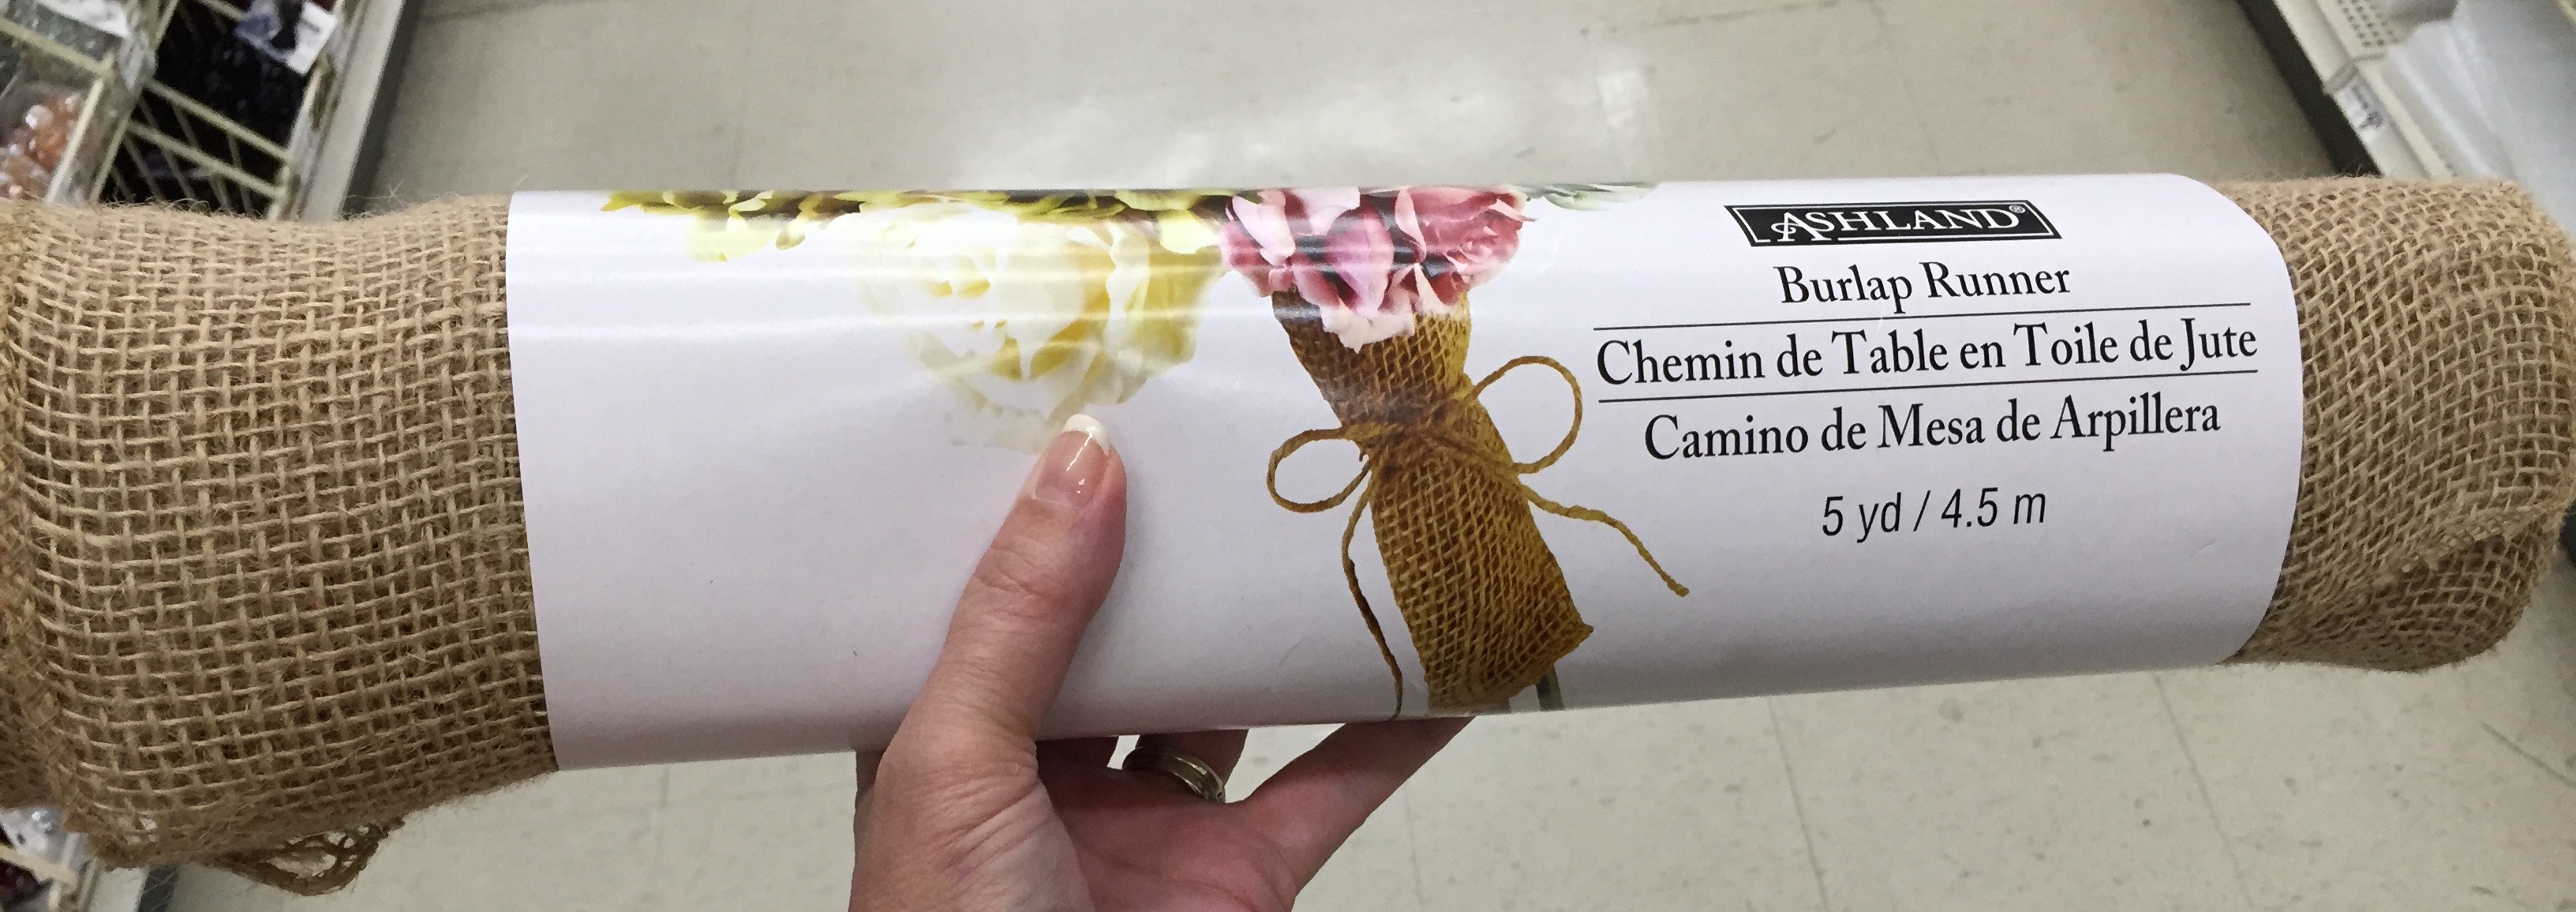 ASHLAND®
Burlap Runner
Chemin de Table en Toile de Jute
Camino de Mesa de Arpillera
5 yd / 4.5 m